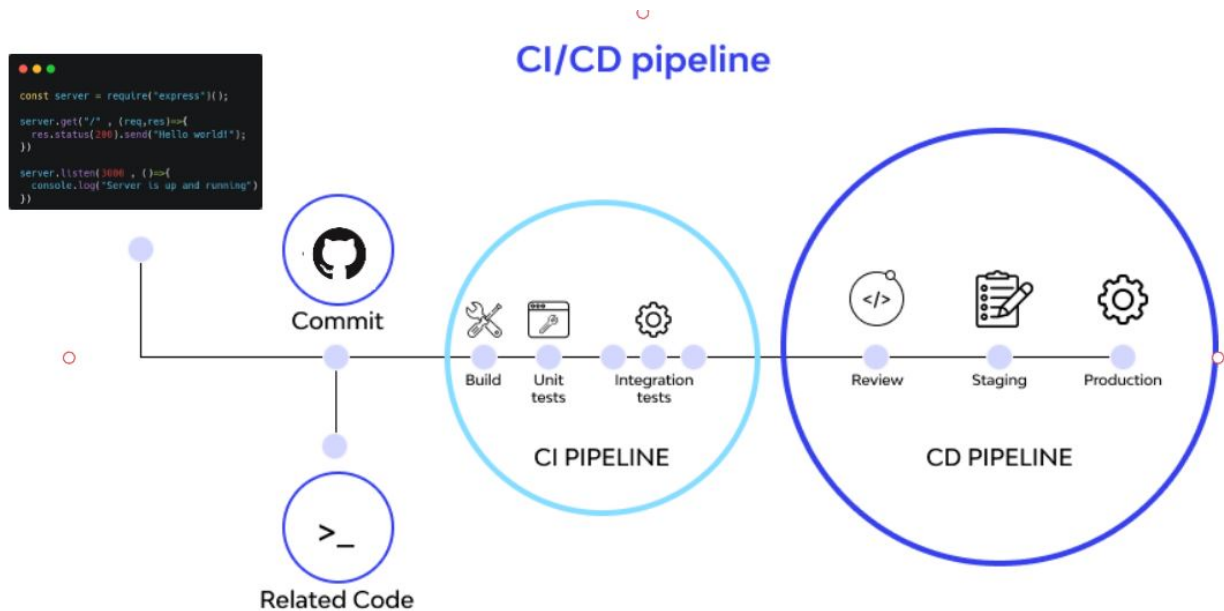 CI/CD pipeline
const server = require("express")();
server.get("/" , (req,res)=>{
res.status(200).send("Hello world!");
})
server.listen(3000 , ()=>{
console.log("Server is up and running")
})
Commit
>_
Related Code
Build
Unit
tests
Integration
tests
CI PIPELINE
</>
Review
Staging
Production
CD PIPELINE